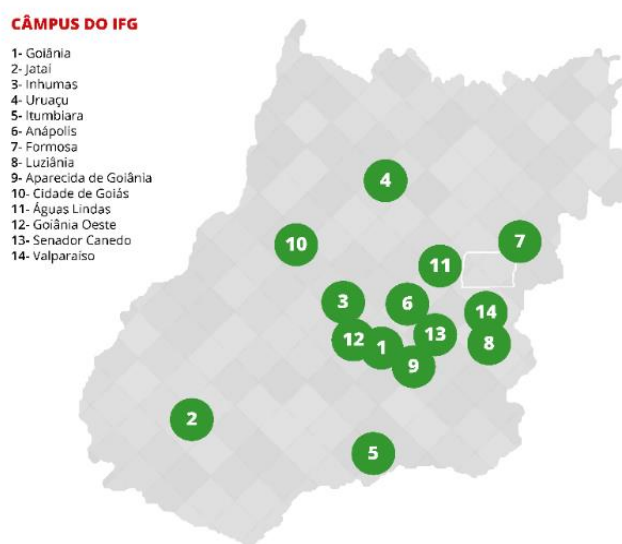 CÂMPUS DO IFG
1- Goiânia
2- Jataí
3- Inhumas
4- Uruaçu
5- Itumbiara
6- Anápolis
7- Formosa
8- Luziânia
9- Aparecida de Goiânia
10- Cidade de Goiás
11- Águas Lindas
12- Goiânia Oeste
13- Senador Canedo
14- Valparaíso
4
10
7
11
3
6
14
12
1
13
8
9
2
5